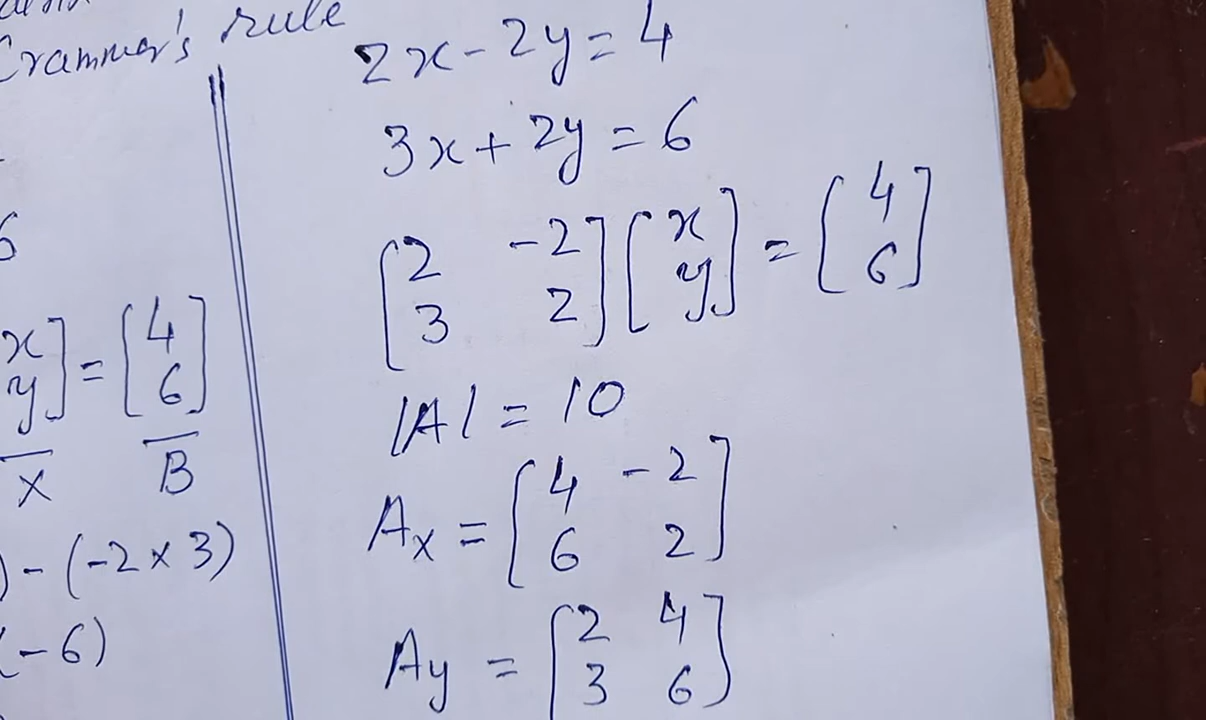 Crammer's rule
6
x
y ] = [ 4
6 ]
X B
) - (-2 × 3)
(-6)
2x - 2y = 4
3x + 2y = 6
[ 2 -2
3 2 ] [ x
y ] = [ 4
6 ]
|A| = 10
Ax = [ 4 -2
6 2 ]
Ay = [ 2 4
3 6 ]